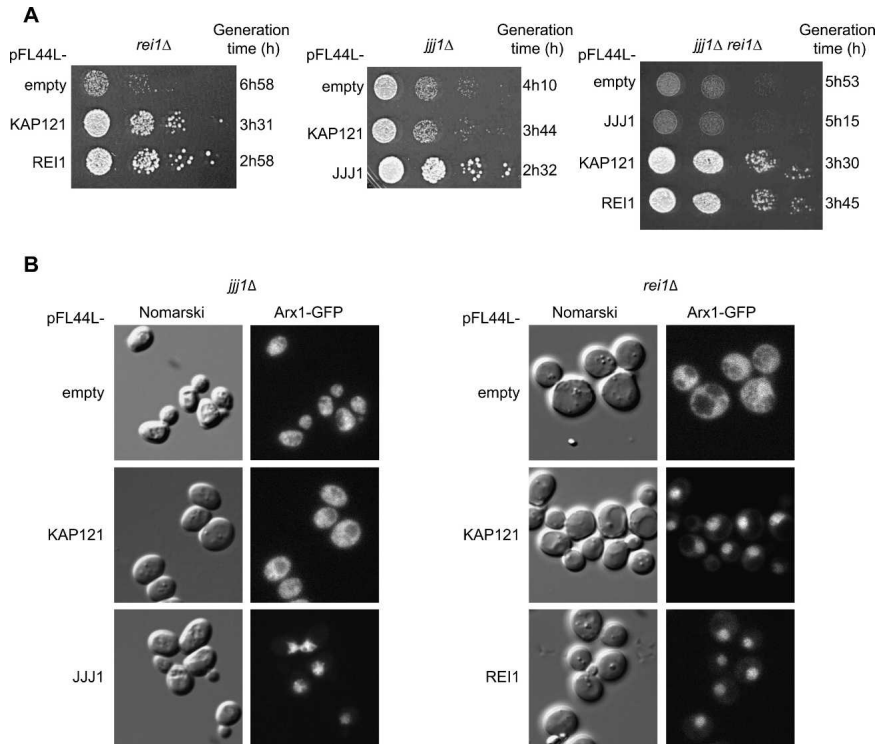 A
pFL44L-
rei1Δ
Generation
time (h)
empty
6h58
KAP121
3h31
REI1
2h58
pFL44L-
jjj1Δ
Generation
time (h)
empty
4h10
KAP121
3h44
JJJ1
2h32
pFL44L-
jjj1Δ rei1Δ
Generation
time (h)
empty
5h53
JJJ1
5h15
KAP121
3h30
REI1
3h45
B
jjj1Δ
pFL44L-
Nomarski
Arx1-GFP
empty
KAP121
JJJ1
rei1Δ
pFL44L-
Nomarski
Arx1-GFP
empty
KAP121
REI1